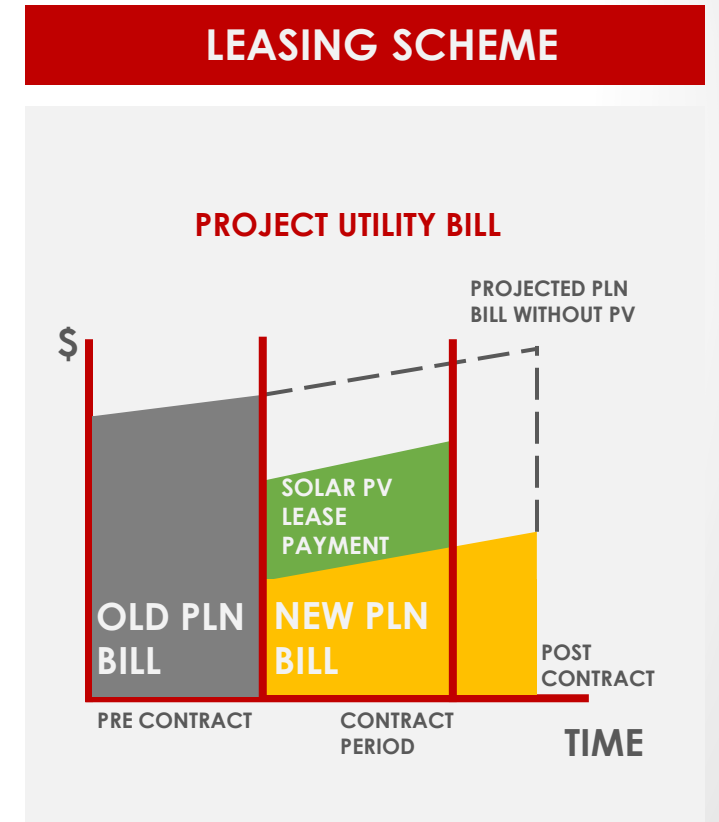 LEASING SCHEME
PROJECT UTILITY BILL
PROJECTED PLN
BILL WITHOUT PV
$
SOLAR PV
LEASE
PAYMENT
OLD PLN
BILL
NEW PLN
BILL
POST
CONTRACT
PRE CONTRACT
CONTRACT
PERIOD
TIME